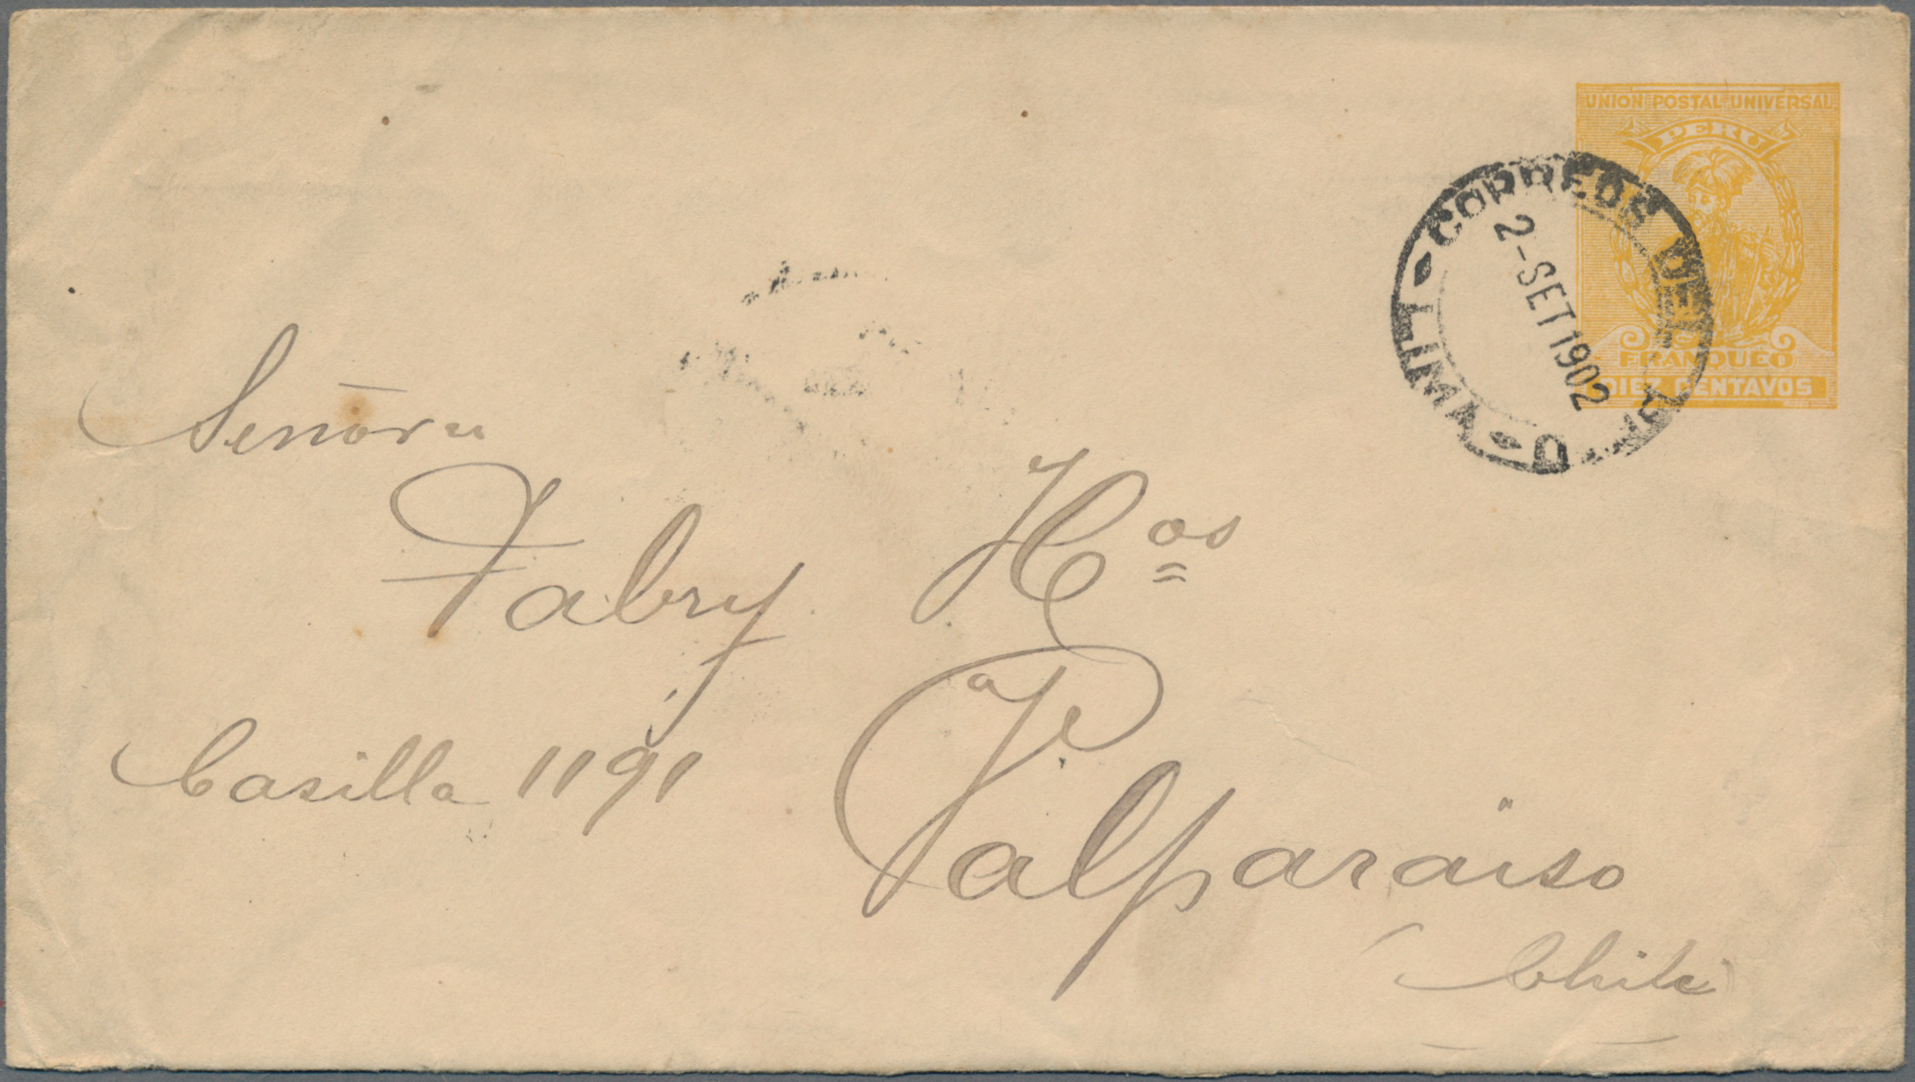 UNION POSTAL UNIVERSAL
PERU
FRANQUEO
DIEZ CENTAVOS
CORREOS DEL P U
LIMA
2-SET 1902
Señores
Fabry Hos
Casilla 1191
Valparaiso
(Chile)